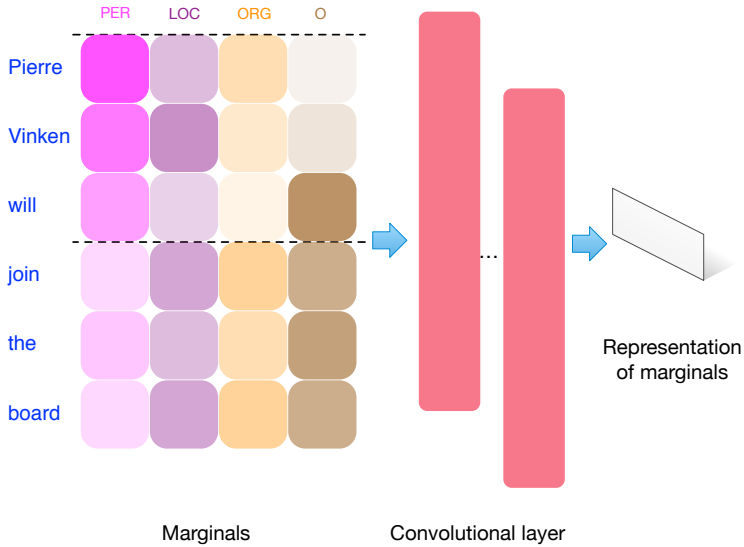 PER LOC ORG O
Pierre
Vinken
will
join
...
the
board
Representation
of marginals
Marginals
Convolutional layer